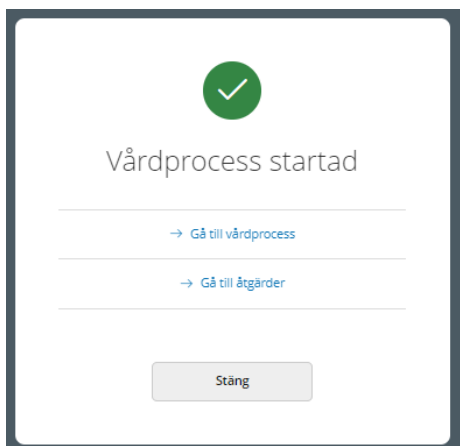 Vårdprocess startad
→ Gå till vårdprocess
→ Gå till åtgärder
Stäng